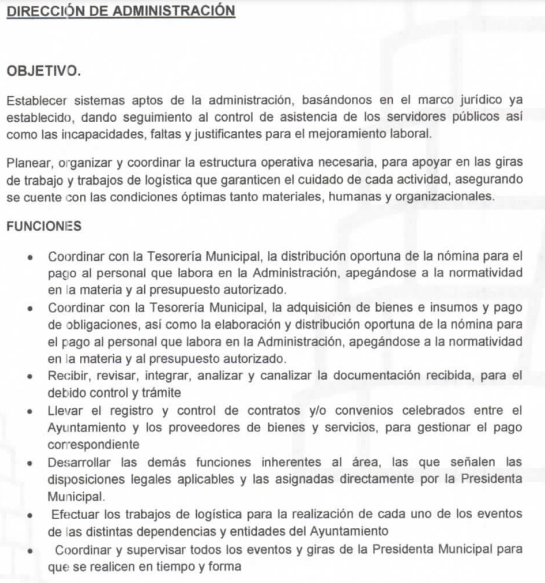 DIRECCIÓN DE ADMINISTRACIÓN
OBJETIVO.
Establecer sistemas aptos de la administración, basándonos en el marco jurídico ya
establecido, dando seguimiento al control de asistencia de los servidores públicos así
como las incapacidades, faltas y justificantes para el mejoramiento laboral.
Planear, organizar y coordinar la estructura operativa necesaria, para apoyar en las giras
de trabajo y trabajos de logística que garanticen el cuidado de cada actividad, asegurando
se cuente con las condiciones óptimas tanto materiales, humanas y organizacionales.
FUNCIONES
• Coordinar con la Tesorería Municipal, la distribución oportuna de la nómina para el
pago al personal que labora en la Administración, apegándose a la normatividad
en la materia y al presupuesto autorizado.
• Coordinar con la Tesorería Municipal, la adquisición de bienes e insumos y pago
de obligaciones, así como la elaboración y distribución oportuna de la nómina para
el pago al personal que labora en la Administración, apegándose a la normatividad
en la materia y al presupuesto autorizado.
• Recibir, revisar, integrar, analizar y canalizar la documentación recibida, para el
debido control y trámite
• Llevar el registro y control de contratos y/o convenios celebrados entre el
Ayuntamiento y los proveedores de bienes y servicios, para gestionar el pago
correspondiente
• Desarrollar las demás funciones inherentes al área, las que señalen las
disposiciones legales aplicables y las asignadas directamente por la Presidenta
Municipal.
• Efectuar los trabajos de logística para la realización de cada uno de los eventos
de las distintas dependencias y entidades del Ayuntamiento
• Coordinar y supervisar todos los eventos y giras de la Presidenta Municipal para
que se realicen en tiempo y forma